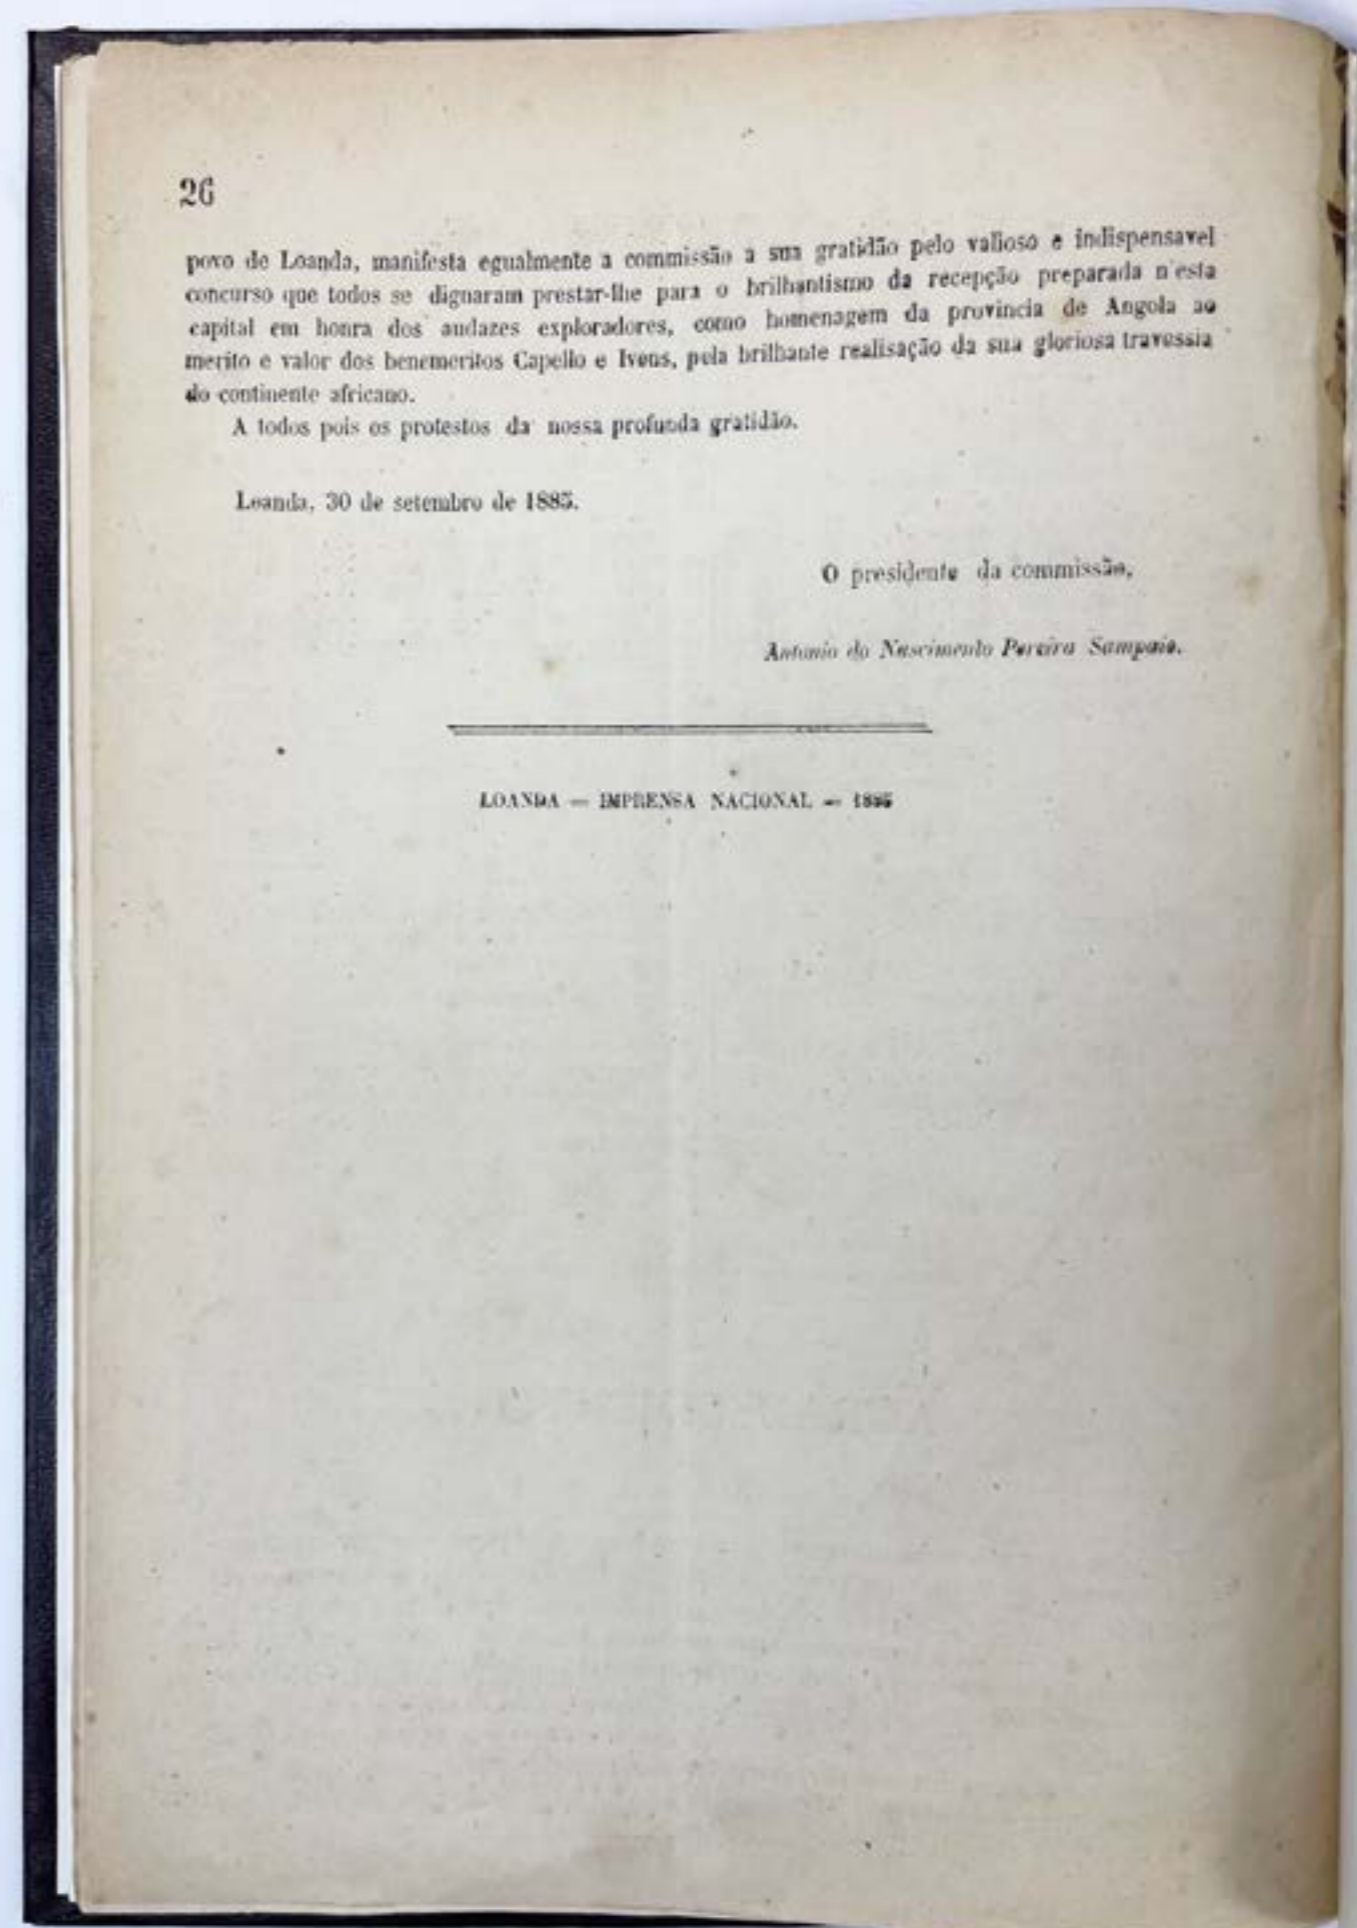 26
povo de Loanda, manifesta egualmente a commissão a sua gratidão pelo valioso e indispensavel
concurso que todos se dignaram prestar-lhe para o brilhantismo da recepção preparada n'esta
capital em honra dos audazes exploradores, como homenagem da provincia de Angola ao
merito e valor dos benemeritos Capello e Ivens, pela brilhante realisação da sua gloriosa travessia
do continente africano.
A todos pois os protestos da nossa profunda gratidão.
Loanda, 30 de setembro de 1885.
O presidente da commissão,
Antonio do Nascimento Pereira Sampaio.
LOANDA — IMPRENSA NACIONAL — 1885